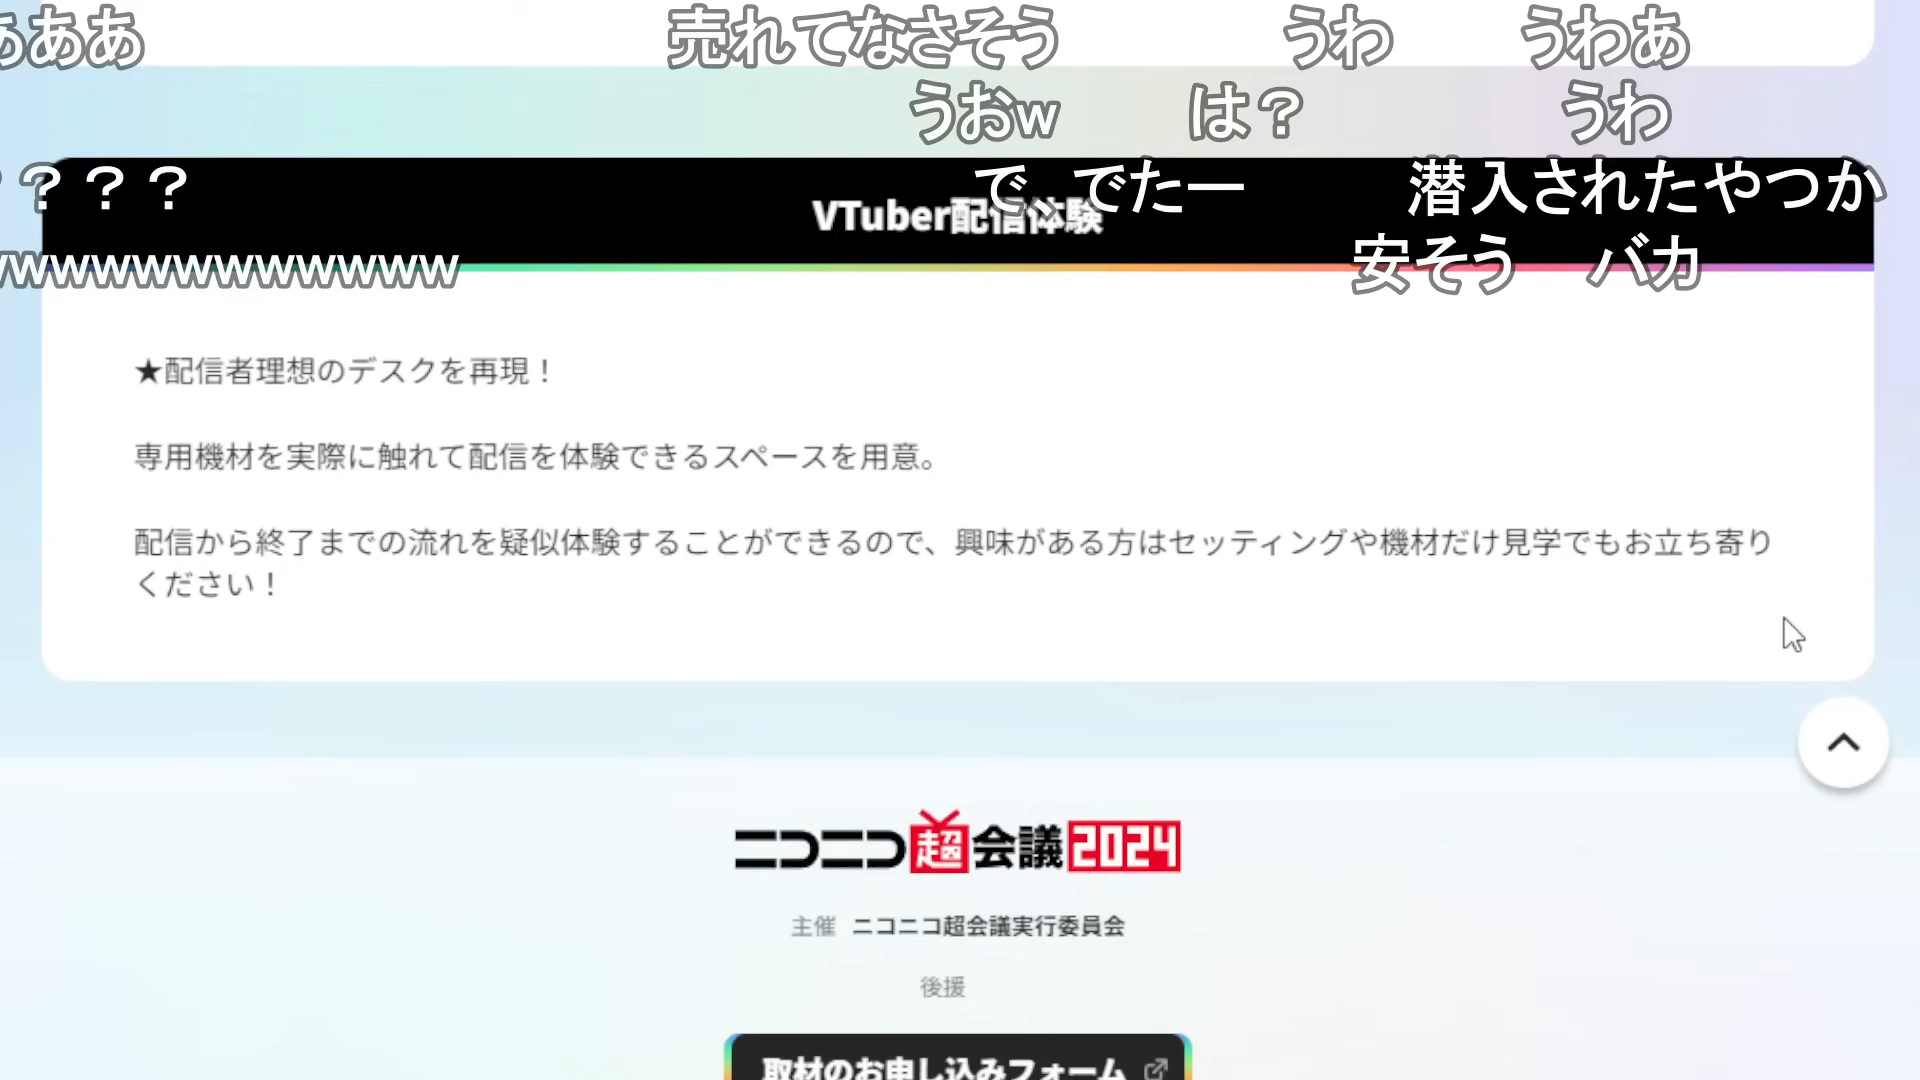 あああ 売れてなさそう うわ うわあ
うおw は？ うわ
？？？ で、でたー 潜入されたやつか
VTuber配信体験
wwwwwwwwwwww 安そう バカ
★配信者理想のデスクを再現！
専用機材を実際に触れて配信を体験できるスペースを用意。
配信から終了までの流れを疑似体験することができるので、興味がある方はセッティングや機材だけ見学でもお立ち寄り
ください！
ニコニコ超会議2024
主催 ニコニコ超会議実行委員会
後援
取材のお申し込みフォーム